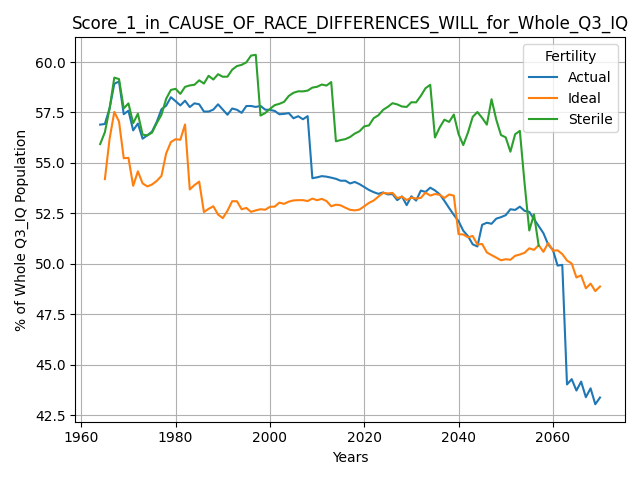 Score_1_in_CAUSE_OF_RACE_DIFFERENCES_WILL_for_Whole_Q3_IQ
Fertility
Actual
Ideal
Sterile
% of Whole Q3_IQ Population
60.0
57.5
55.0
52.5
50.0
47.5
45.0
42.5
1960
1980
2000
2020
2040
2060
Years